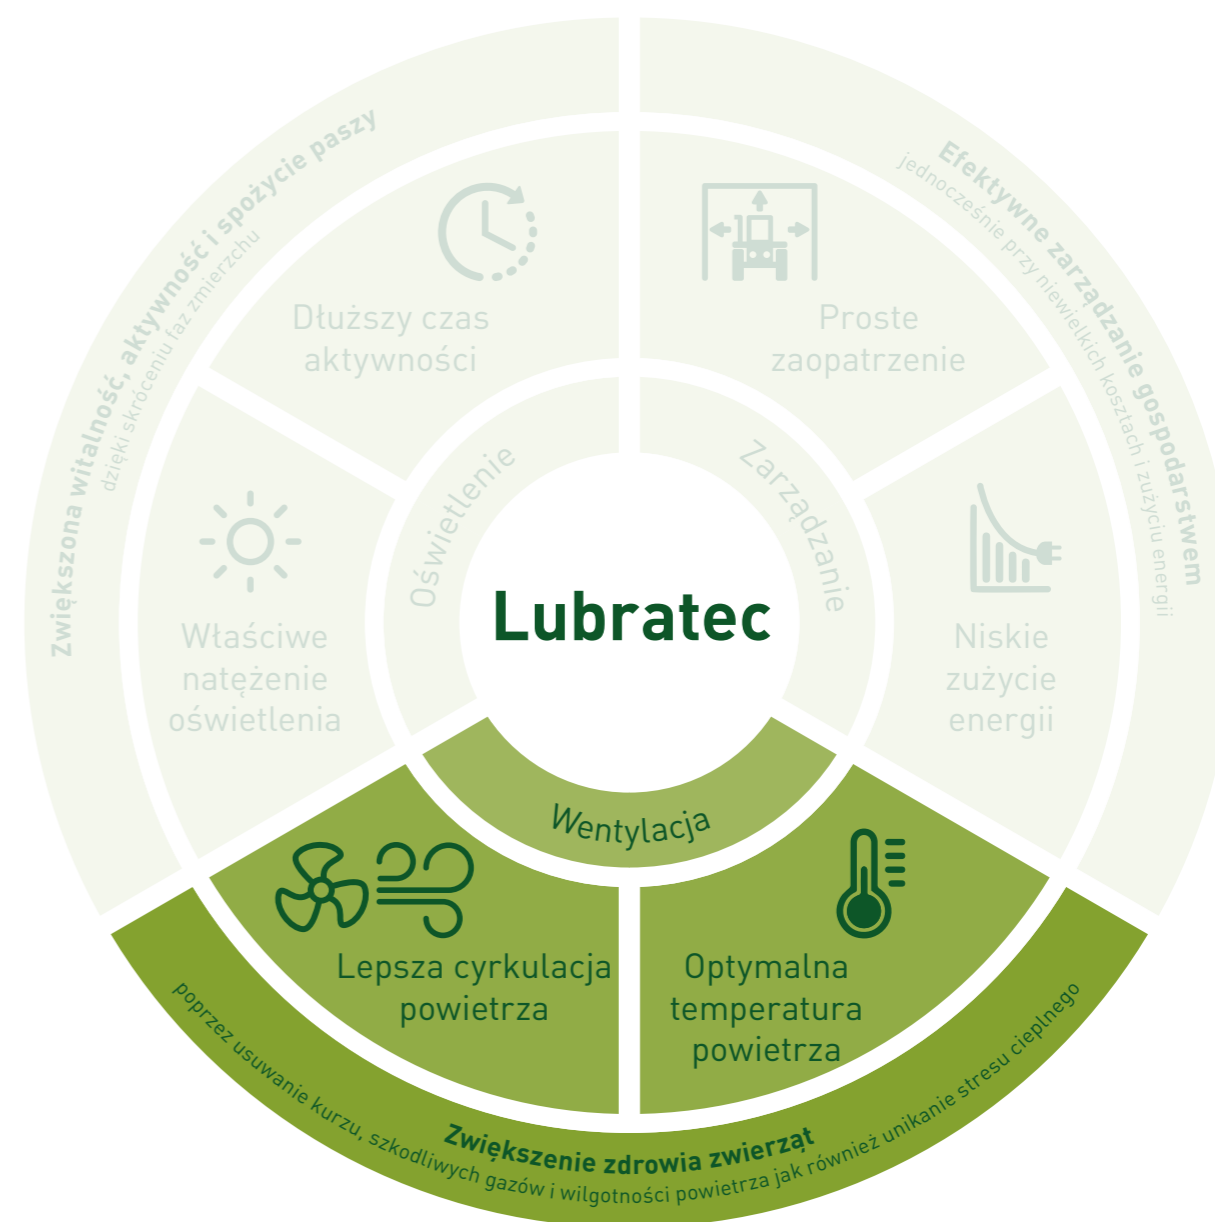 Zwiększona witalność, aktywność i spożycie paszy
dzięki skróceniu faz zmierzchu
Efektywne zarządzanie gospodarstwem
jednocześnie przy niewielkich kosztach i zużyciu energii
Dłuższy czas
aktywności
Proste
zaopatrzenie
Oświetlenie
Zarządzanie
Właściwe
natężenie
oświetlenia
Lubratec
Niskie
zużycie
energii
Wentylacja
Lepsza cyrkulacja
powietrza
Optymalna
temperatura
powietrza
Zwiększenie zdrowia zwierząt
poprzez usuwanie kurzu, szkodliwych gazów i wilgotności powietrza jak również unikanie stresu cieplnego